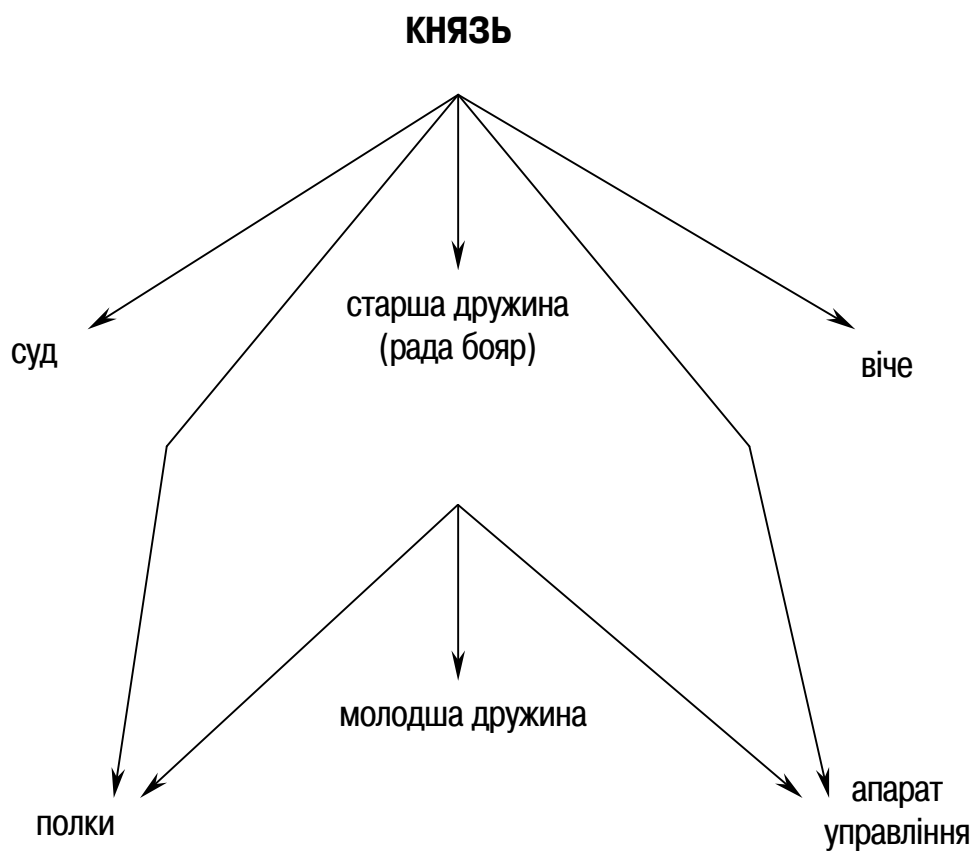 КНЯЗЬ
старша дружина
(рада бояр)
суд
віче
молодша дружина
полки
апарат
управління